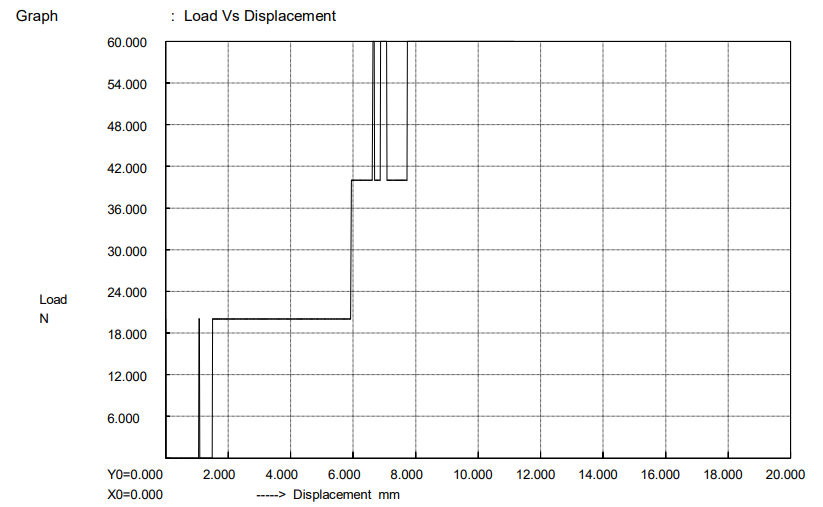 Graph : Load Vs Displacement
60.000
54.000
48.000
42.000
36.000
30.000
24.000
Load
N
18.000
12.000
6.000
Y0=0.000 2.000 4.000 6.000 8.000 10.000 12.000 14.000 16.000 18.000 20.000
X0=0.000 -----> Displacement mm